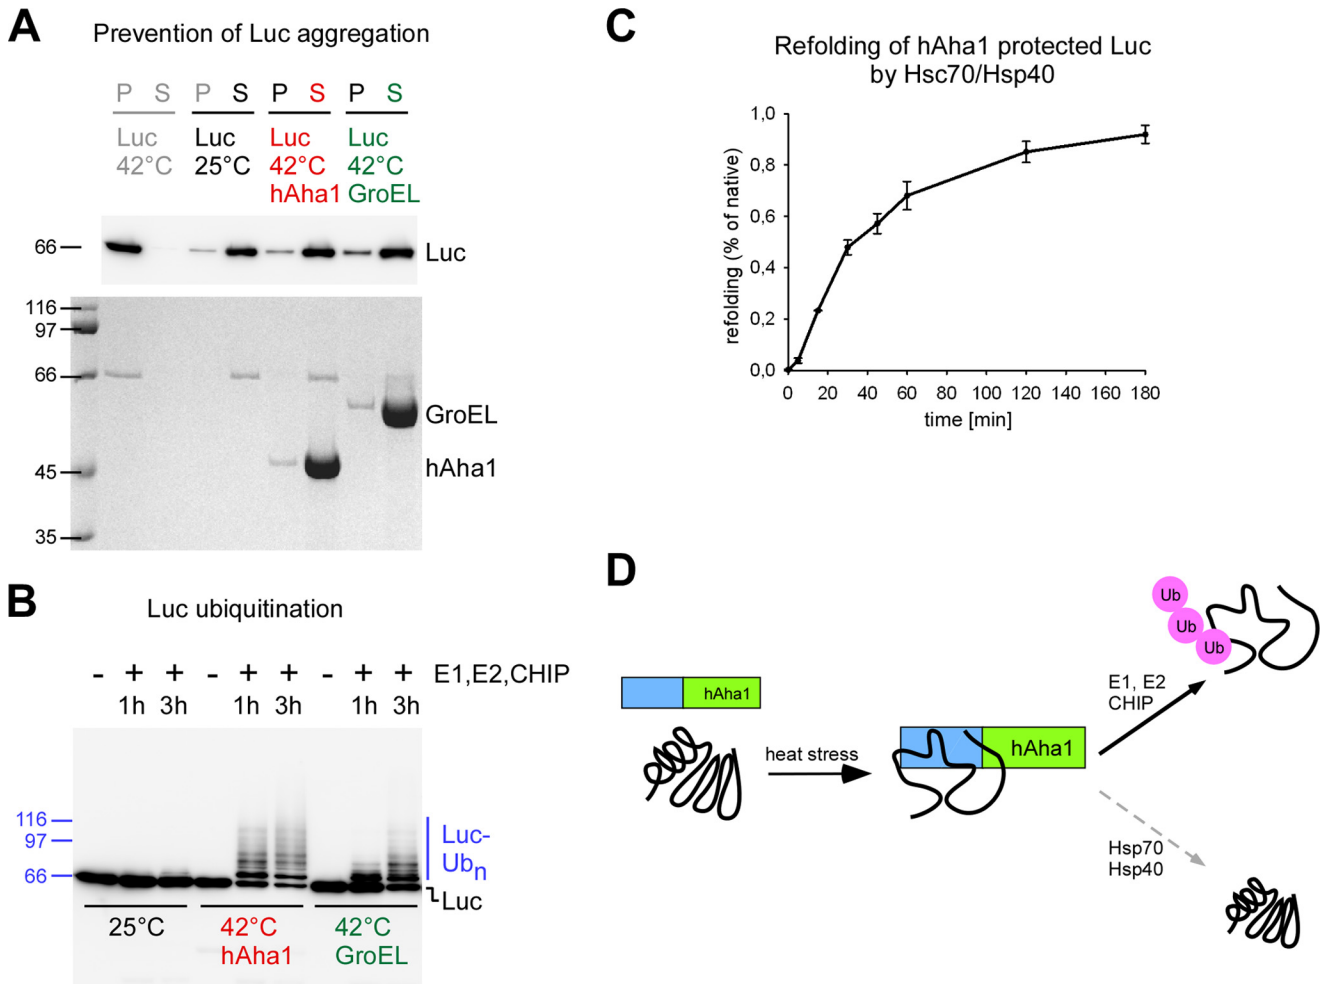 A
Prevention of Luc aggregation
P S P S P S P S
Luc Luc Luc Luc
42°C 25°C 42°C 42°C
hAha1 GroEL
66
Luc
116
97
66
GroEL
hAha1
45
35
B
Luc ubiquitination
- + + - + + - + + E1,E2,CHIP
1h 3h 1h 3h 1h 3h
116
97
66
Luc-
Ubn
Luc
25°C 42°C 42°C
hAha1 GroEL
C
Refolding of hAha1 protected Luc
by Hsc70/Hsp40
refolding (% of native)
1,0
0,8
0,6
0,4
0,2
0,0
0 20 40 60 80 100 120 140 160 180
time [min]
D
hAha1
heat stress
hAha1
E1, E2
CHIP
Ub
Ub
Ub
Hsp70
Hsp40